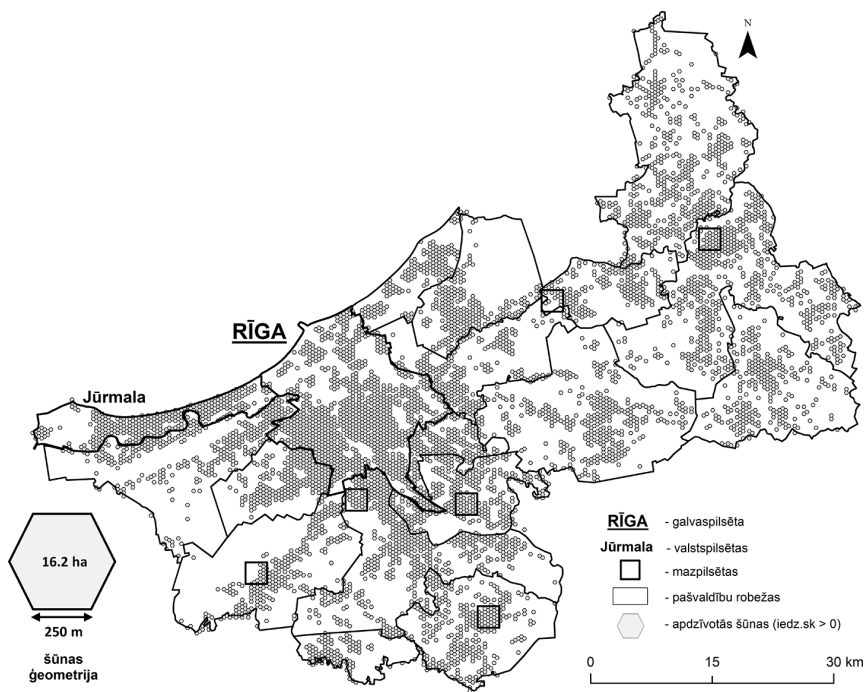 N
RĪGA
Jūrmala
16.2 ha
250 m
šūnas
ģeometrija
RĪGA - galvaspilsēta
Jūrmala - valstspilsētas
- mazpilsētas
- pašvaldību robežas
- apdzīvotās šūnas (iedz.sk > 0)
0 15 30 km